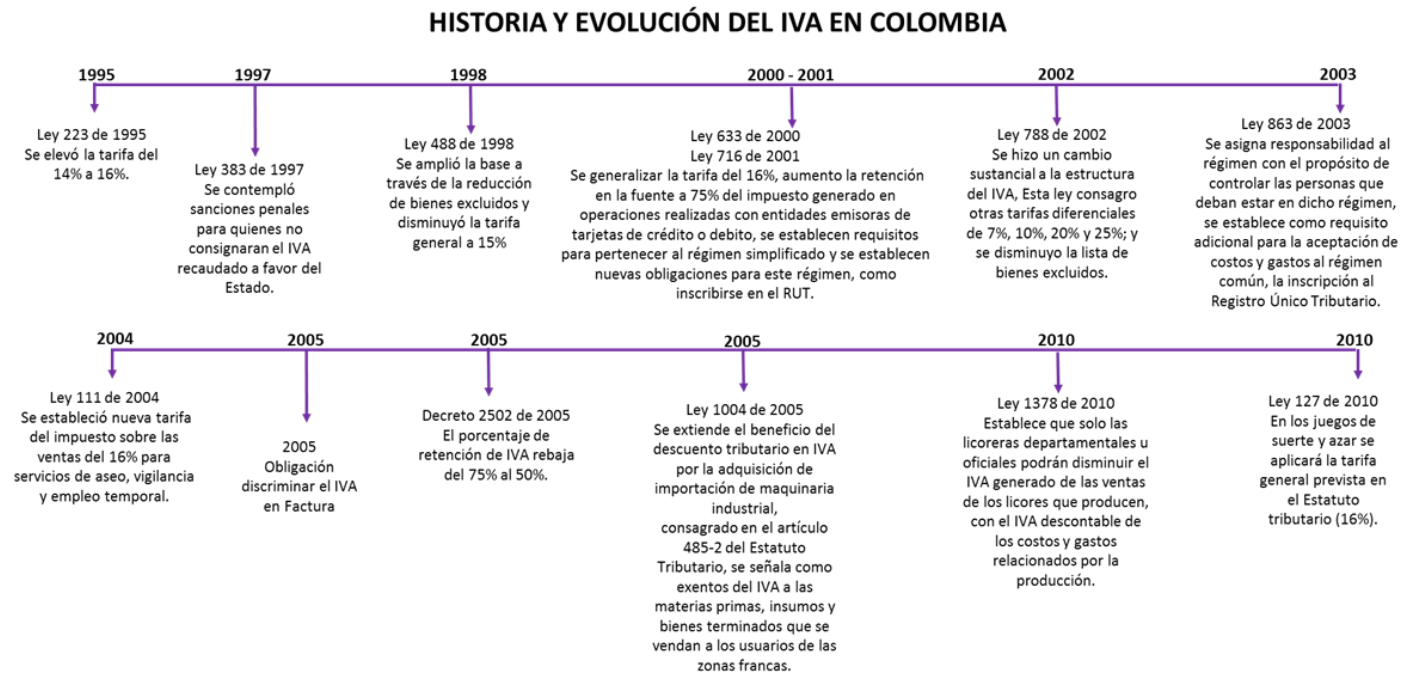 HISTORIA Y EVOLUCIÓN DEL IVA EN COLOMBIA
1995
Ley 223 de 1995
Se elevó la tarifa del
14% a 16%.
1997
Ley 383 de 1997
Se contempló
sanciones penales
para quienes no
consignaran el IVA
recaudado a favor del
Estado.
1998
Ley 488 de 1998
Se amplió la base a
través de la reducción
de bienes excluidos y
disminuyó la tarifa
general a 15%
2000 - 2001
Ley 633 de 2000
Ley 716 de 2001
Se generalizar la tarifa del 16%, aumento la retención
en la fuente a 75% del impuesto generado en
operaciones realizadas con entidades emisoras de
tarjetas de crédito o debito, se establecen requisitos
para pertenecer al régimen simplificado y se establecen
nuevas obligaciones para este régimen, como
inscribirse en el RUT.
2002
Ley 788 de 2002
Se hizo un cambio
sustancial a la estructura
del IVA, Esta ley consagro
otras tarifas diferenciales
de 7%, 10%, 20% y 25%; y
se disminuyo la lista de
bienes excluidos.
2003
Ley 863 de 2003
Se asigna responsabilidad al
régimen con el propósito de
controlar las personas que
deban estar en dicho régimen,
se establece como requisito
adicional para la aceptación de
costos y gastos al régimen
común, la inscripción al
Registro Único Tributario.
2004
Ley 111 de 2004
Se estableció nueva tarifa
del impuesto sobre las
ventas del 16% para
servicios de aseo, vigilancia
y empleo temporal.
2005
2005
Obligación
discriminar el IVA
en Factura
2005
Decreto 2502 de 2005
El porcentaje de
retención de IVA rebaja
del 75% al 50%.
2005
Ley 1004 de 2005
Se extiende el beneficio del
descuento tributario en IVA
por la adquisición de
importación de maquinaria
industrial,
consagrado en el artículo
485-2 del Estatuto
Tributario, se señala como
exentos del IVA a las
materias primas, insumos y
bienes terminados que se
vendan a los usuarios de las
zonas francas.
2010
Ley 1378 de 2010
Establece que solo las
licoreras departamentales u
oficiales podrán disminuir el
IVA generado de las ventas
de los licores que producen,
con el IVA descontable de
los costos y gastos
relacionados por la
producción.
2010
Ley 127 de 2010
En los juegos de
suerte y azar se
aplicará la tarifa
general prevista en
el Estatuto
tributario (16%).